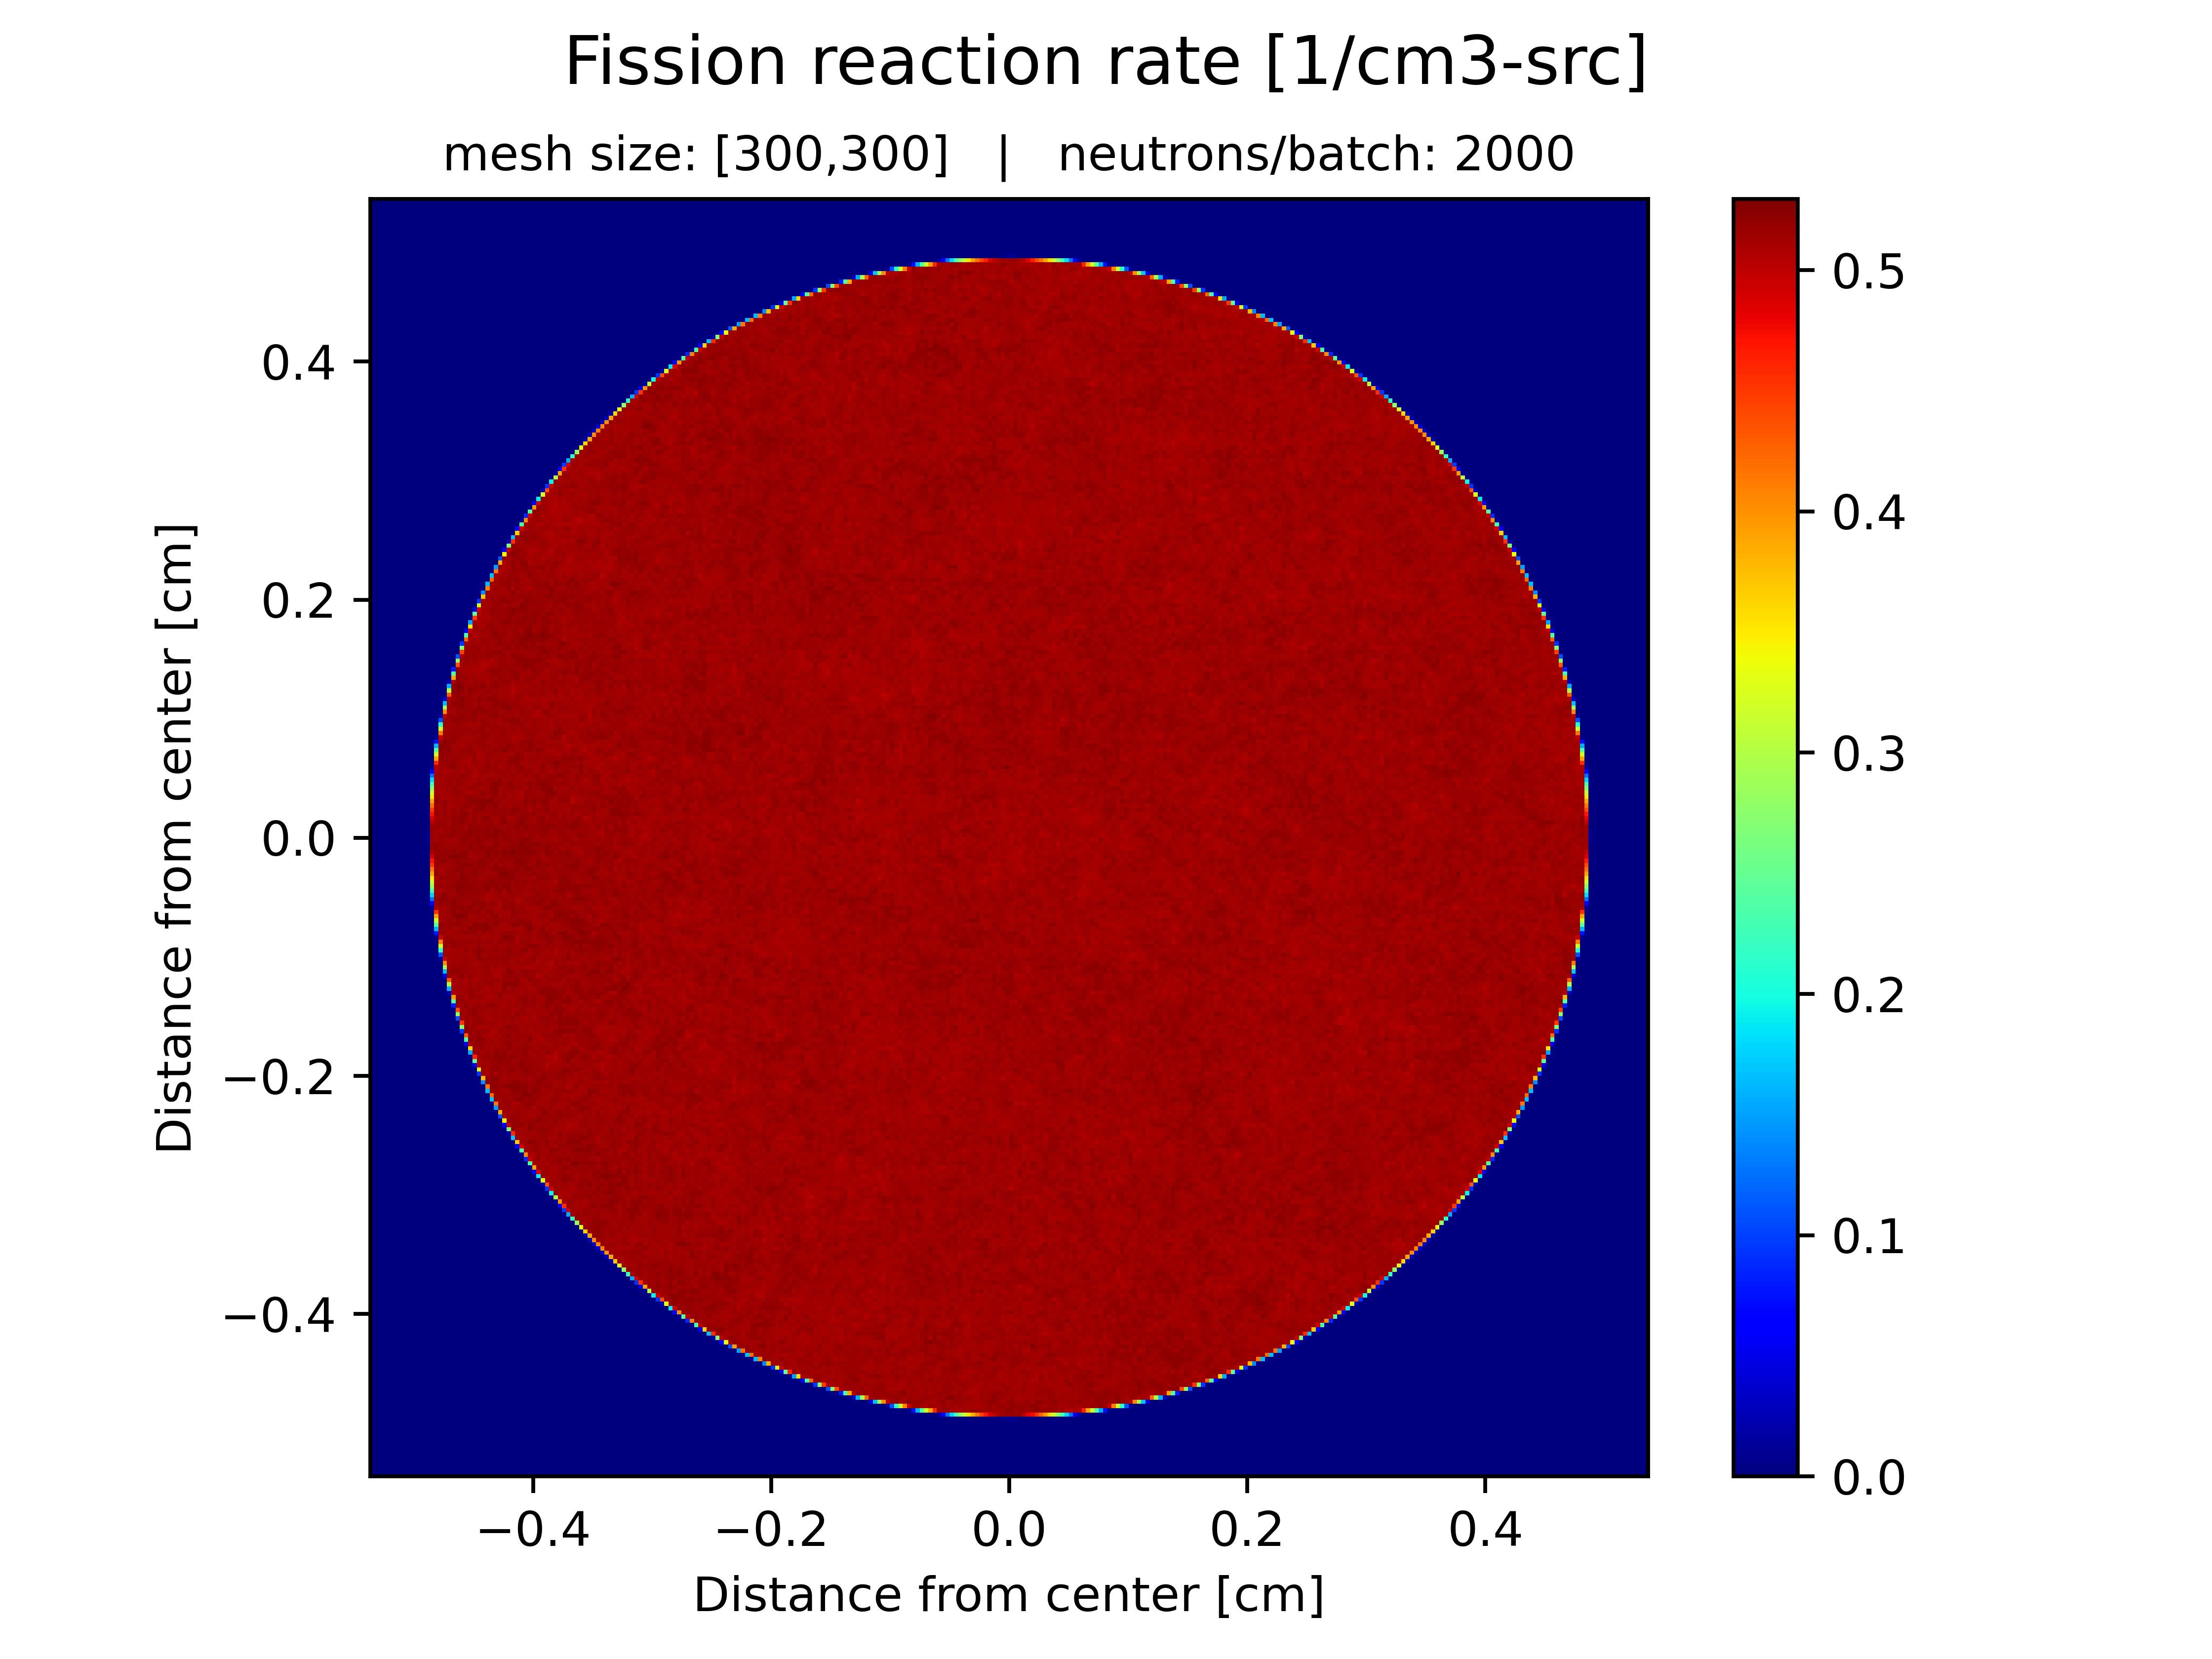 Fission reaction rate [1/cm3-src]
mesh size: [300,300] | neutrons/batch: 2000
Distance from center [cm]
0.4
0.2
0.0
−0.2
−0.4
−0.4 −0.2 0.0 0.2 0.4
Distance from center [cm]
0.5
0.4
0.3
0.2
0.1
0.0